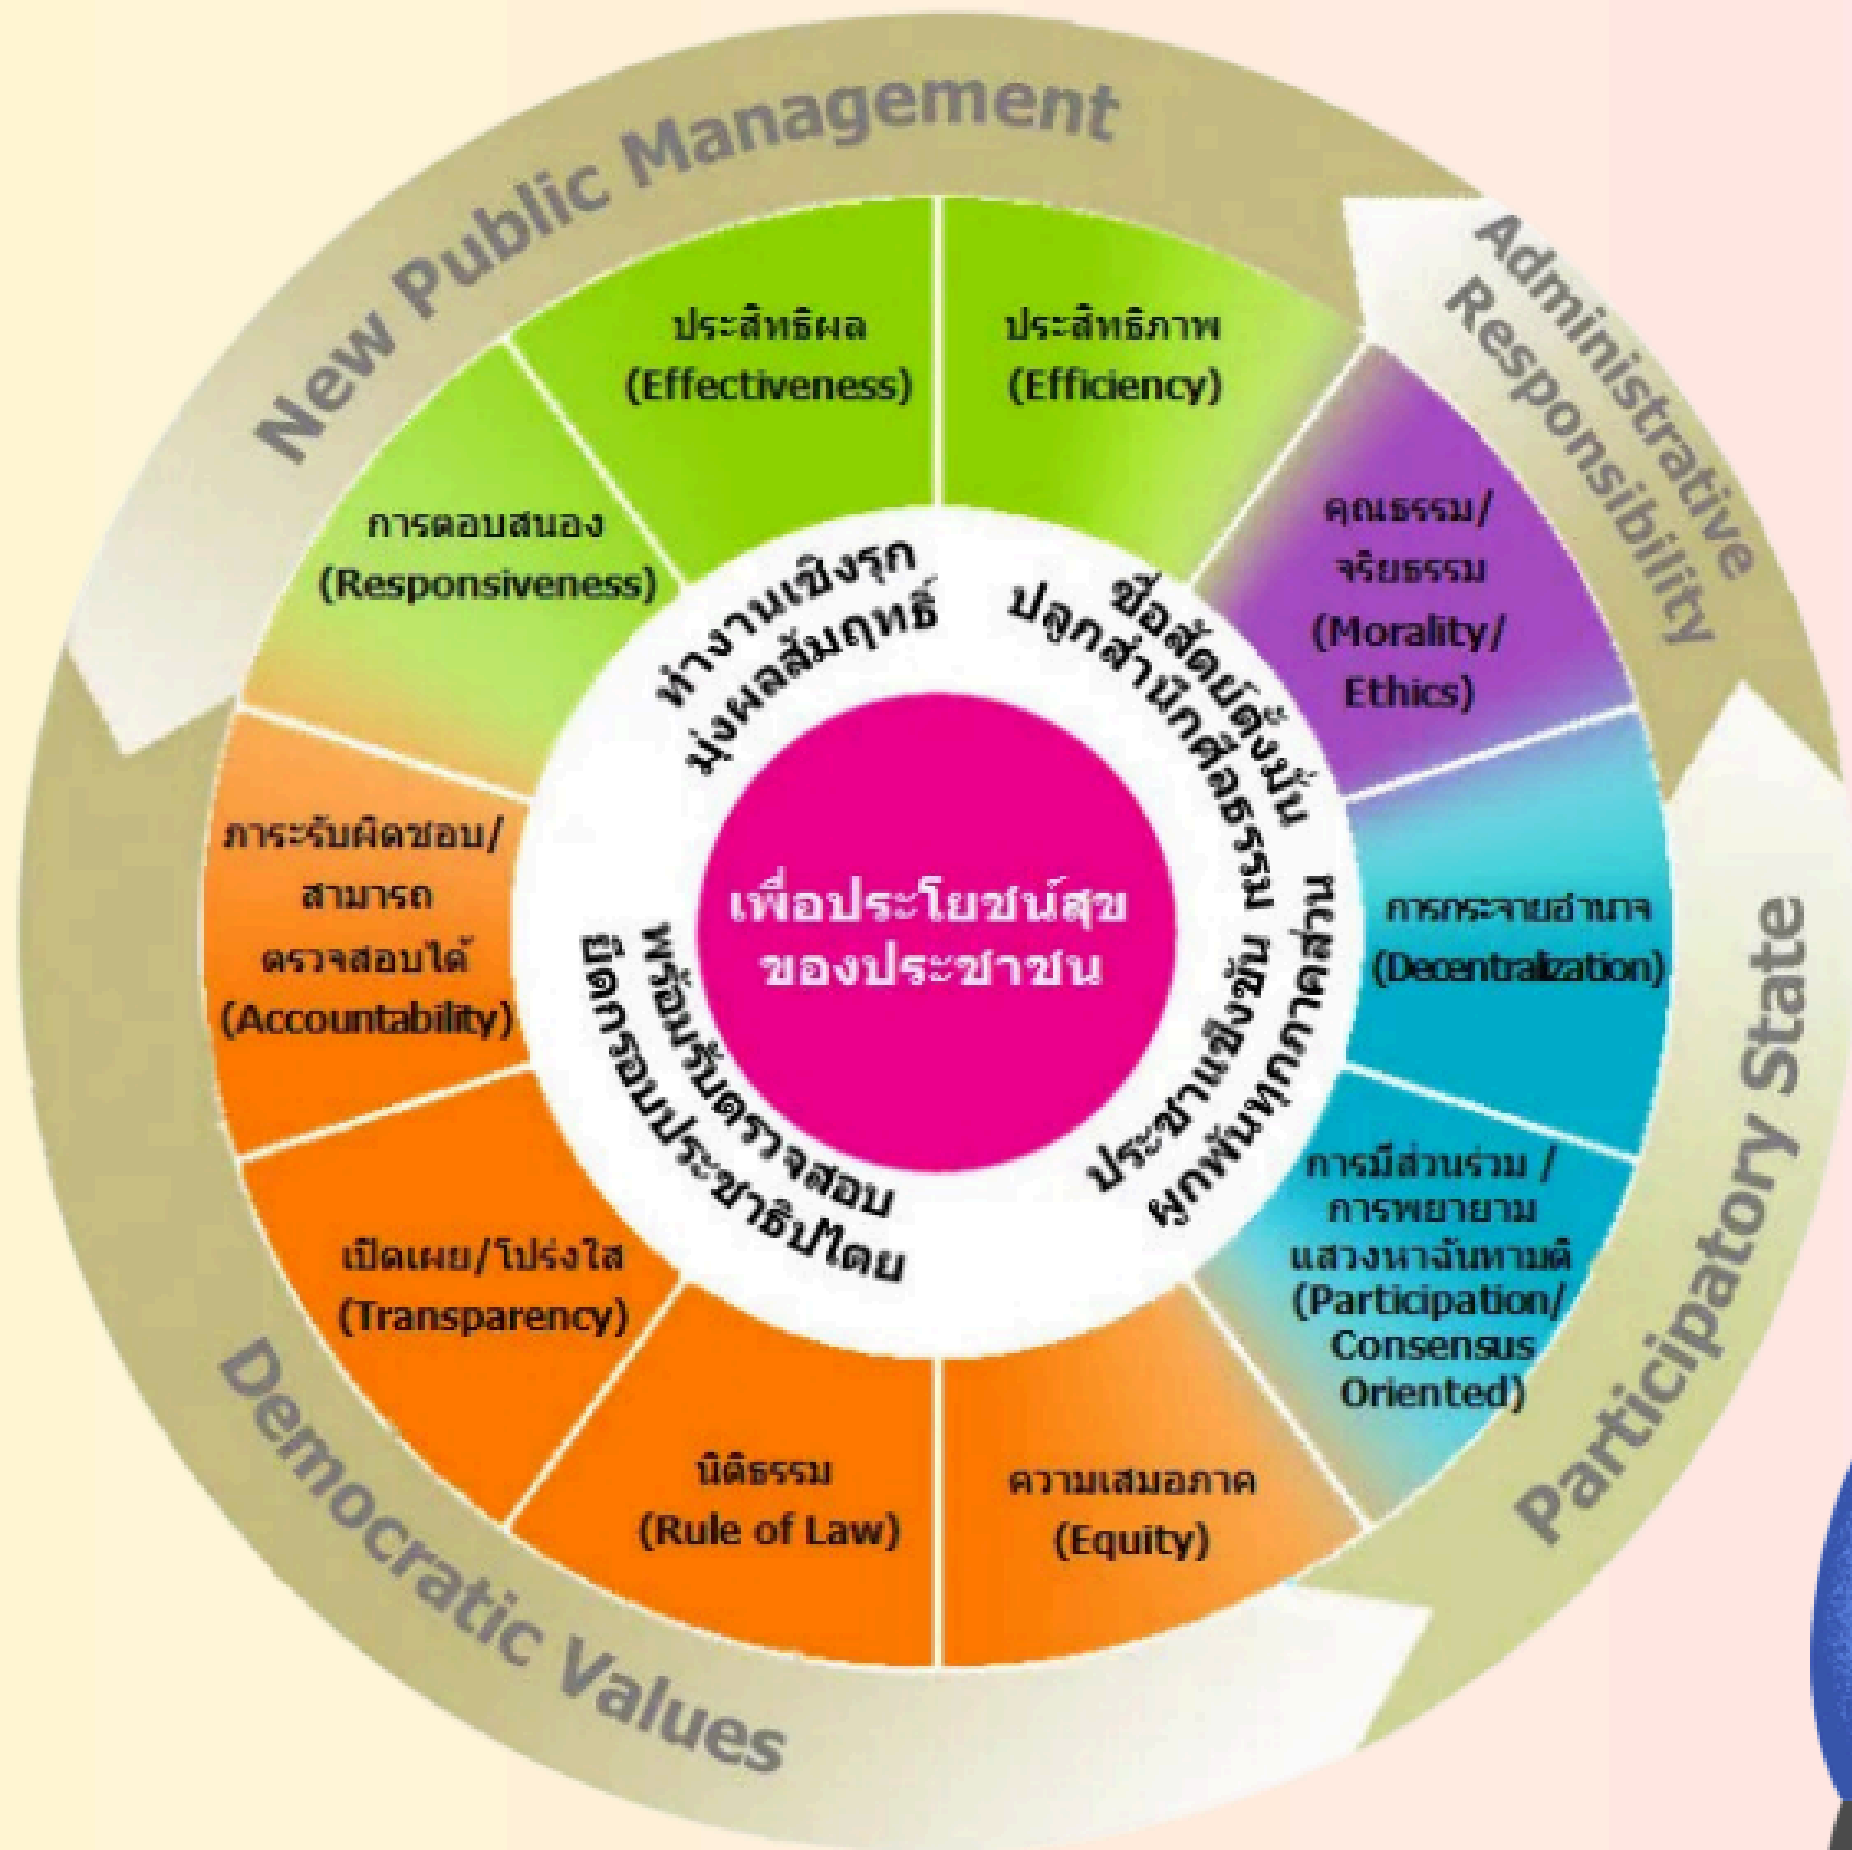 New Public Management
Administrative
Responsibility
Participatory State
Democratic Values
ประสิทธิผล
(Effectiveness)
ประสิทธิภาพ
(Efficiency)
คุณธรรม/
จริยธรรม
(Morality/
Ethics)
การกระจายอำนาจ
(Decentralization)
การมีส่วนร่วม /
การพยายาม
แสวงหาฉันทามติ
(Participation/
Consensus
Oriented)
ความเสมอภาค
(Equity)
นิติธรรม
(Rule of Law)
เปิดเผย/โปร่งใส
(Transparency)
ภาระรับผิดชอบ/
สามารถ
ตรวจสอบได้
(Accountability)
การตอบสนอง
(Responsiveness)
ทำงานเชิงรุก
มุ่งผลสัมฤทธิ์
ซื่อสัตย์ตั้งมั่น
ปลูกสำนึกศีลธรรม
ประชาแข็งขัน
ผูกพันทุกภาคส่วน
พร้อมรับตรวจสอบ
ยึดกรอบประชาธิปไตย
เพื่อประโยชน์สุข
ของประชาชน